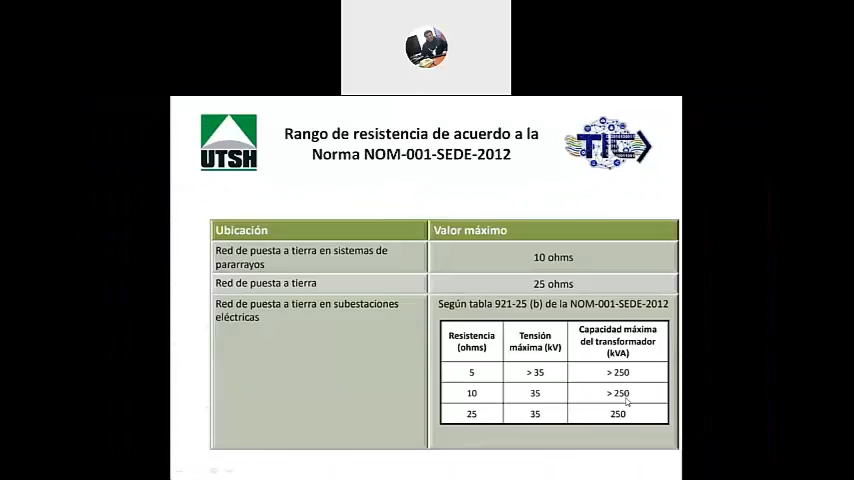 UTSH
Rango de resistencia de acuerdo a la
Norma NOM-001-SEDE-2012
TIC
Ubicación
Valor máximo
Red de puesta a tierra en sistemas de
pararrayos
10 ohms
Red de puesta a tierra
25 ohms
Red de puesta a tierra en subestaciones
eléctricas
Según tabla 921-25 (b) de la NOM-001-SEDE-2012
Resistencia
(ohms)
Tensión
máxima (kV)
Capacidad máxima
del transformador
(kVA)
5
> 35
> 250
10
35
> 250
25
35
250